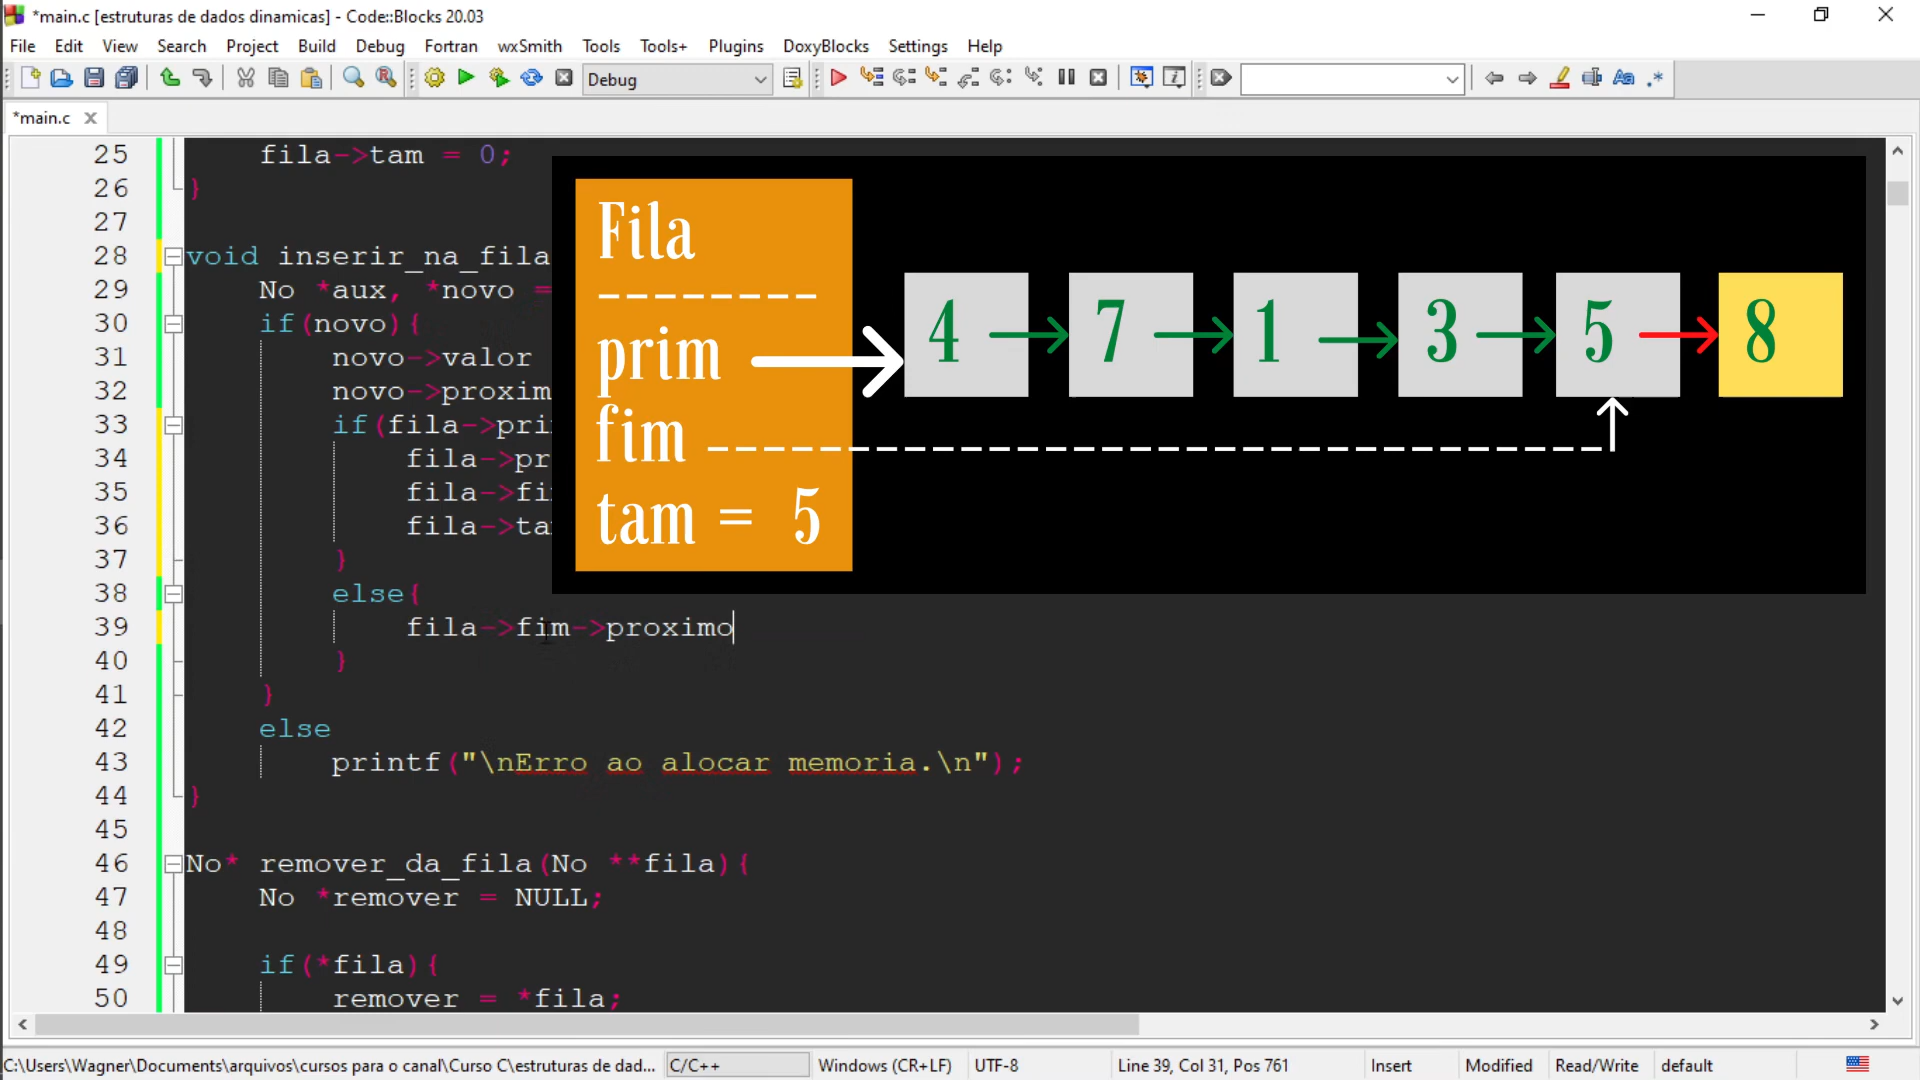 *main.c [estruturas de dados dinamicas] - Code::Blocks 20.03
File Edit View Search Project Build Debug Fortran wxSmith Tools Tools+ Plugins DoxyBlocks Settings Help
Debug
*main.c
25 fila->tam = 0;
26 }
27
28 void inserir_na_fila
29 No *aux, *novo =
30 if(novo){
31 novo->valor
32 novo->proxim
33 if(fila->pri
34 fila->pr
35 fila->fi
36 fila->ta
37 }
38 else{
39 fila->fim->proximo
40 }
41 }
42 else
43 printf("\nErro ao alocar memoria.\n");
44 }
45
46 No* remover_da_fila(No **fila){
47 No *remover = NULL;
48
49 if(*fila){
50 remover = *fila;
Fila
--------
prim
fim
tam = 5
4 7 1 3 5 8
C:\Users\Wagner\Documents\arquivos\cursos para o canal\Curso C\estruturas de dad... C/C++ Windows (CR+LF) UTF-8 Line 39, Col 31, Pos 761 Insert Modified Read/Write default